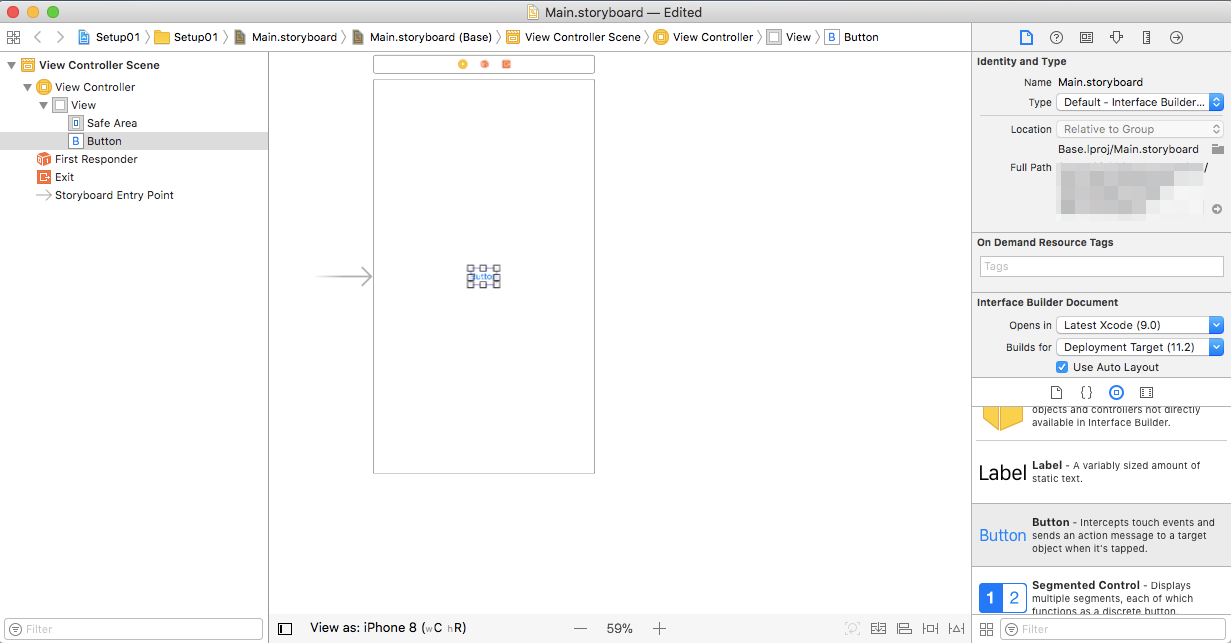 Main.storyboard — Edited
Setup01 Setup01 Main.storyboard Main.storyboard (Base) View Controller Scene View Controller View B Button
View Controller Scene
View Controller
View
Safe Area
B Button
First Responder
Exit
Storyboard Entry Point
Filter
Button
View as: iPhone 8 (wC hR)
59%
Identity and Type
Name Main.storyboard
Type Default - Interface Builder...
Location Relative to Group
Base.lproj/Main.storyboard
Full Path /
On Demand Resource Tags
Tags
Interface Builder Document
Opens in Latest Xcode (9.0)
Builds for Deployment Target (11.2)
Use Auto Layout
{}
objects and controllers not directly
available in Interface Builder.
Label
Label - A variably sized amount of
static text.
Button
Button - Intercepts touch events and
sends an action message to a target
object when it's tapped.
1 2
Segmented Control - Displays
multiple segments, each of which
functions as a discrete button.
Filter